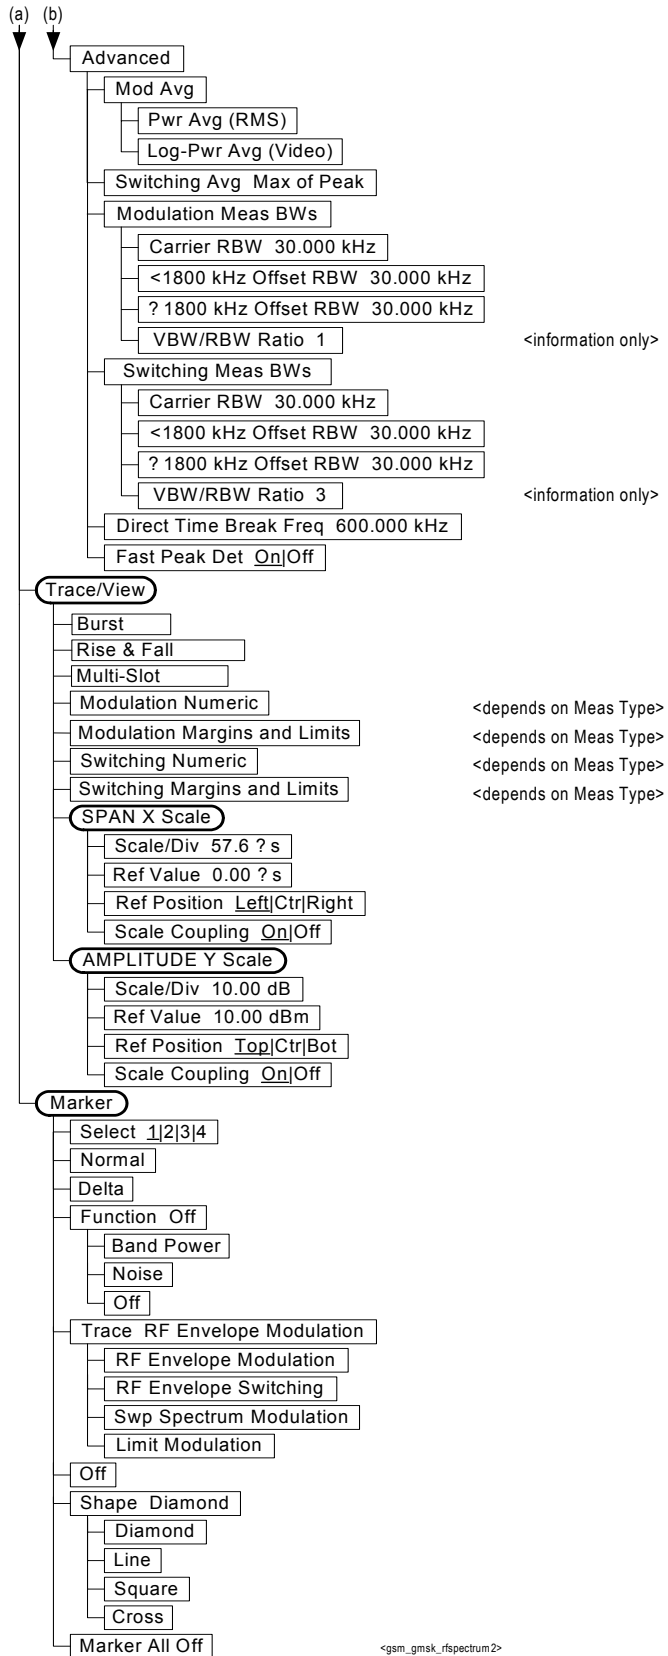 (a) (b)
Advanced
Mod Avg
Pwr Avg (RMS)
Log-Pwr Avg (Video)
Switching Avg Max of Peak
Modulation Meas BWs
Carrier RBW 30.000 kHz
<1800 kHz Offset RBW 30.000 kHz
? 1800 kHz Offset RBW 30.000 kHz
VBW/RBW Ratio 1 <information only>
Switching Meas BWs
Carrier RBW 30.000 kHz
<1800 kHz Offset RBW 30.000 kHz
? 1800 kHz Offset RBW 30.000 kHz
VBW/RBW Ratio 3 <information only>
Direct Time Break Freq 600.000 kHz
Fast Peak Det On|Off
Trace/View
Burst
Rise & Fall
Multi-Slot
Modulation Numeric <depends on Meas Type>
Modulation Margins and Limits <depends on Meas Type>
Switching Numeric <depends on Meas Type>
Switching Margins and Limits <depends on Meas Type>
SPAN X Scale
Scale/Div 57.6 ? s
Ref Value 0.00 ? s
Ref Position Left|Ctr|Right
Scale Coupling On|Off
AMPLITUDE Y Scale
Scale/Div 10.00 dB
Ref Value 10.00 dBm
Ref Position Top|Ctr|Bot
Scale Coupling On|Off
Marker
Select 1|2|3|4
Normal
Delta
Function Off
Band Power
Noise
Off
Trace RF Envelope Modulation
RF Envelope Modulation
RF Envelope Switching
Swp Spectrum Modulation
Limit Modulation
Off
Shape Diamond
Diamond
Line
Square
Cross
Marker All Off <gsm_gmsk_rfspectrum2>